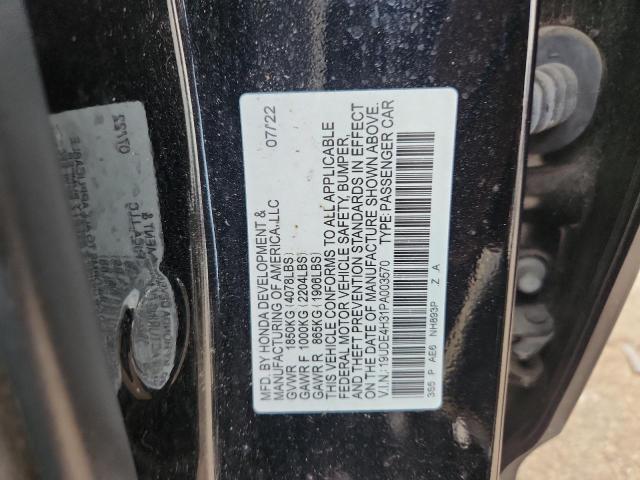 MFD. BY HONDA DEVELOPMENT &
MANUFACTURING OF AMERICA, LLC 07/22
GVWR 1850KG (4078LBS)
GAWR F 1000KG (2204LBS)
GAWR R 865KG (1906LBS)
THIS VEHICLE CONFORMS TO ALL APPLICABLE
FEDERAL MOTOR VEHICLE SAFETY, BUMPER,
AND THEFT PREVENTION STANDARDS IN EFFECT
ON THE DATE OF MANUFACTURE SHOWN ABOVE.
V.I.N.: 19UDE4H31PA003570 TYPE: PASSENGER CAR
3S5 P AE6 NH893P Z A